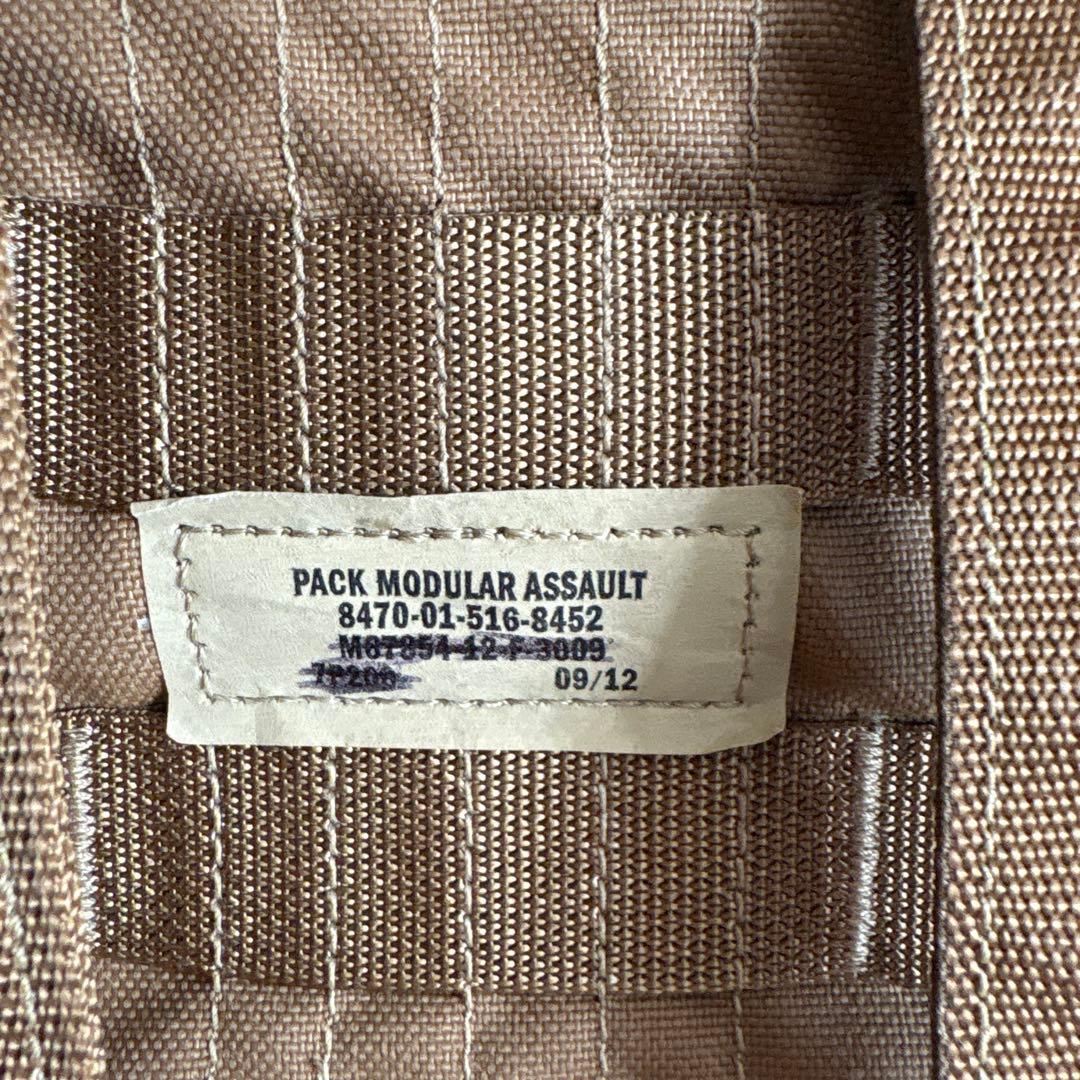 PACK MODULAR ASSAULT
8470-01-516-8452
M67854-12-F-3009
09/12